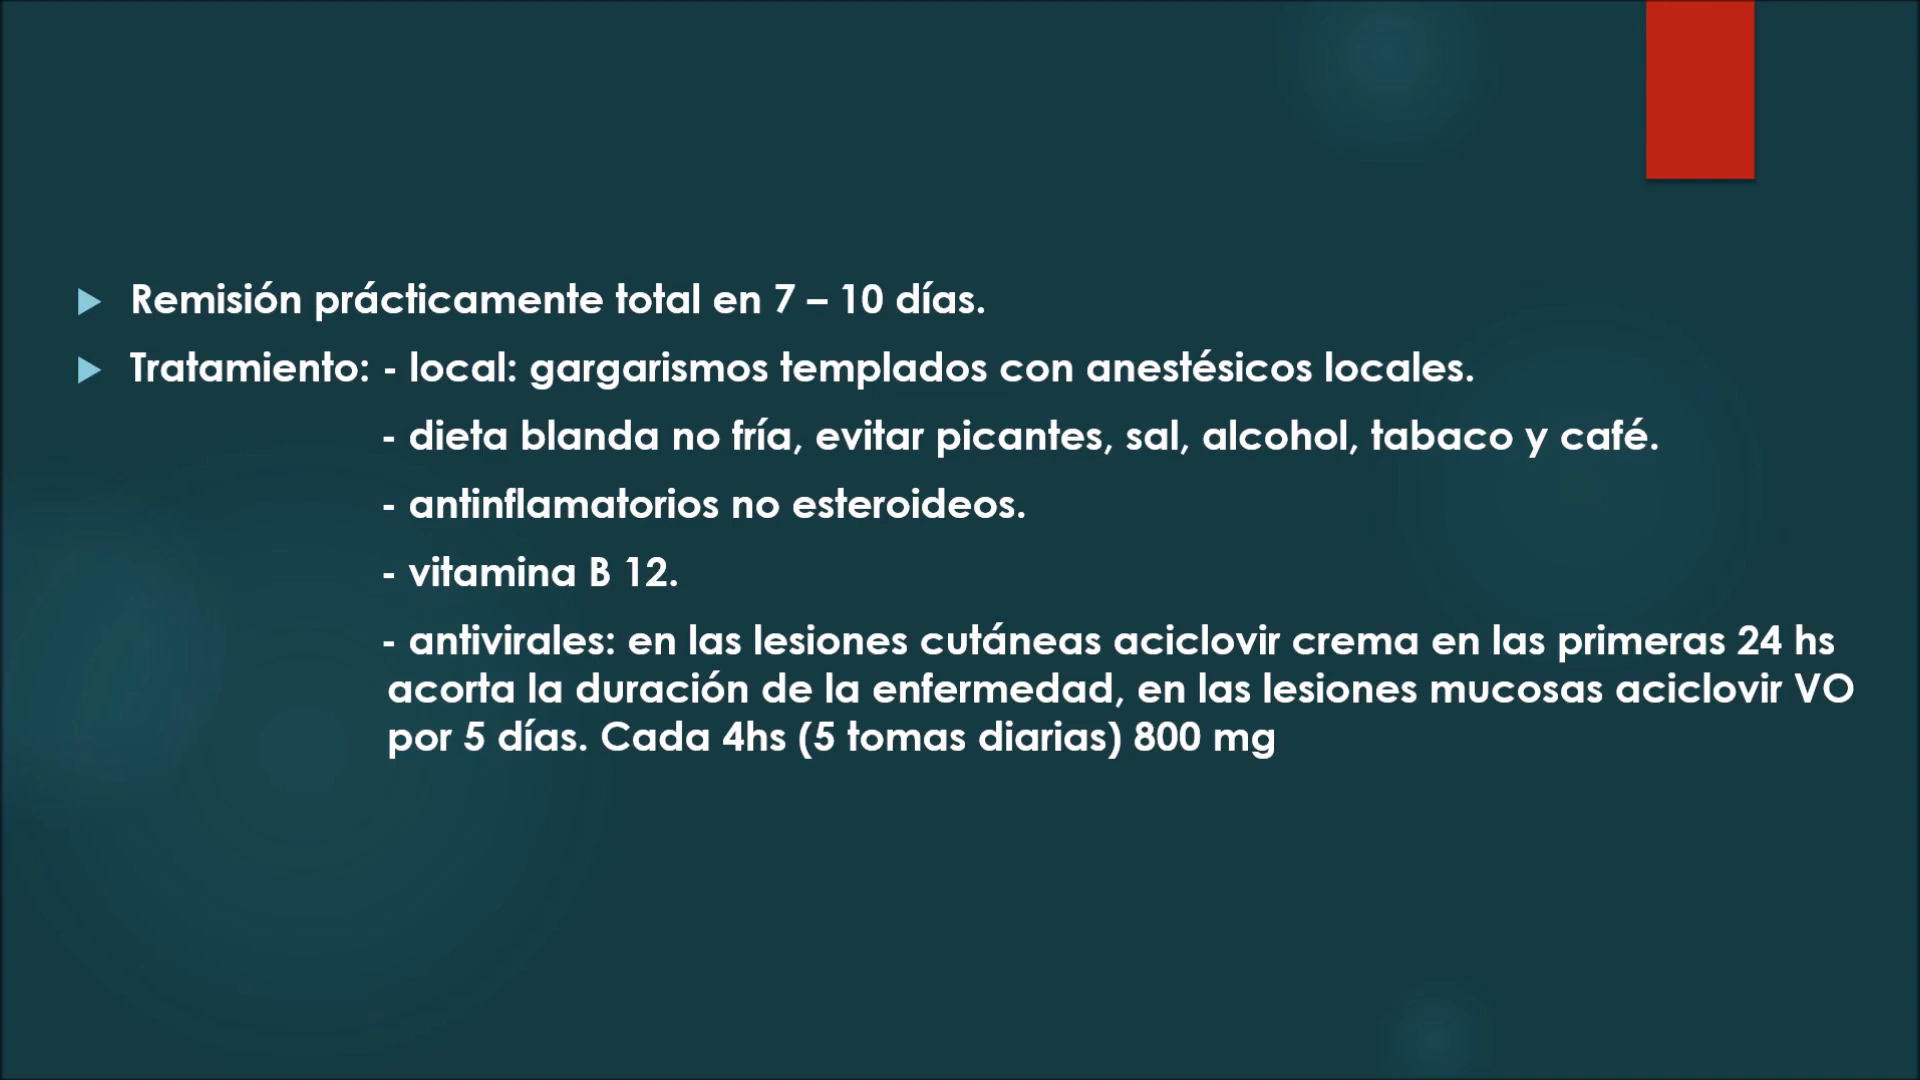 Remisión prácticamente total en 7 – 10 días.
Tratamiento: - local: gargarismos templados con anestésicos locales.
- dieta blanda no fría, evitar picantes, sal, alcohol, tabaco y café.
- antinflamatorios no esteroideos.
- vitamina B 12.
- antivirales: en las lesiones cutáneas aciclovir crema en las primeras 24 hs
acorta la duración de la enfermedad, en las lesiones mucosas aciclovir VO
por 5 días. Cada 4hs (5 tomas diarias) 800 mg